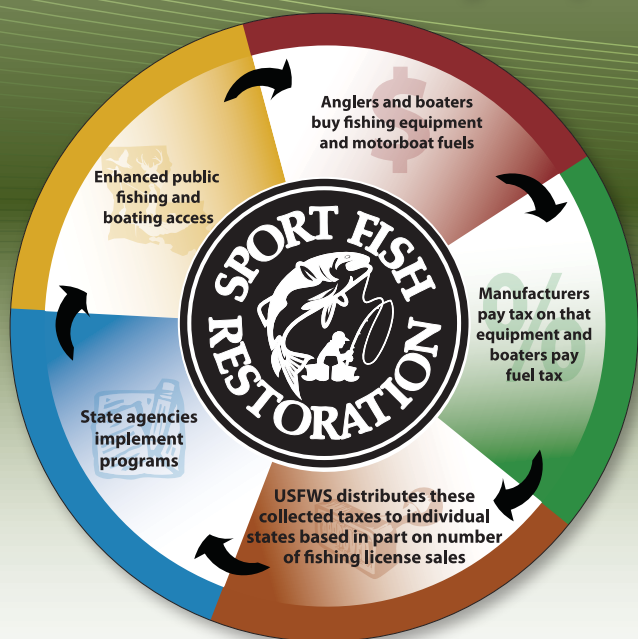 Anglers and boaters
buy fishing equipment
and motorboat fuels
Manufacturers
pay tax on that
equipment and
boaters pay
fuel tax
USFWS distributes these
collected taxes to individual
states based in part on number
of fishing license sales
State agencies
implement
programs
Enhanced public
fishing and
boating access
SPORT FISH
RESTORATION
$
%